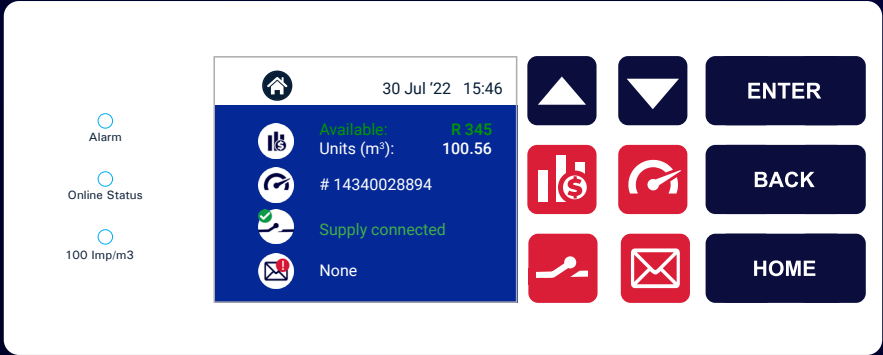 30 Jul ‘22 15:46
Alarm
Online Status
100 Imp/m3
Available: R 345
Units (m³): 100.56
# 14340028894
Supply connected
None
ENTER
BACK
HOME